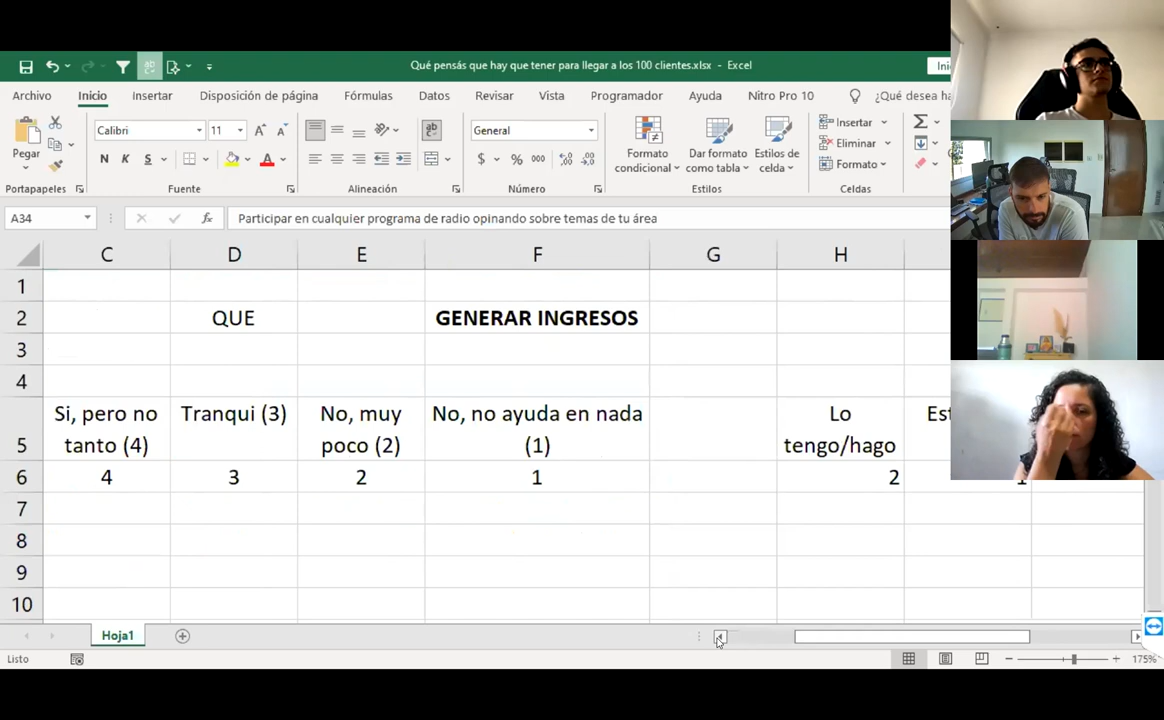 Qué pensás que hay que tener para llegar a los 100 clientes.xlsx - Excel
Archivo Inicio Insertar Disposición de página Fórmulas Datos Revisar Vista Programador Ayuda Nitro Pro 10
Pegar
Calibri 11
N K S
General
$ % 000
Formato condicional
Dar formato como tabla
Estilos de celda
Insertar
Eliminar
Formato
Portapapeles Fuente Alineación Número Estilos Celdas
A34 fx Participar en cualquier programa de radio opinando sobre temas de tu área
C D E F G H
1
2 QUE GENERAR INGRESOS
3
4
Si, pero no Tranqui (3) No, muy No, no ayuda en nada Lo
5 tanto (4) poco (2) (1) tengo/hago
6 4 3 2 1 2
7
8
9
10
Hoja1
Listo 175%